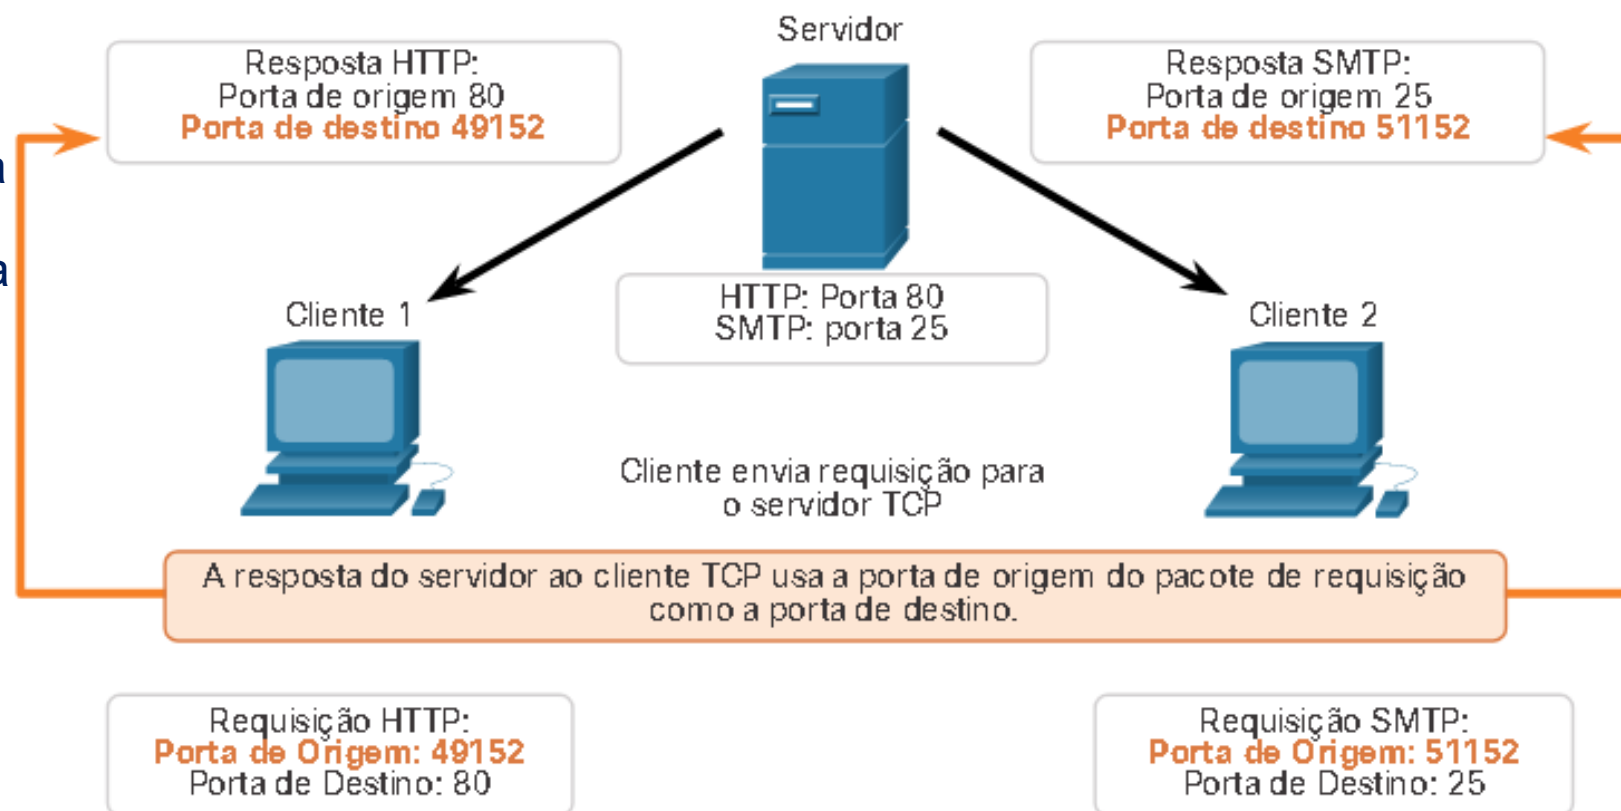 Servidor
Resposta HTTP:
Porta de origem 80
Porta de destino 49152
Resposta SMTP:
Porta de origem 25
Porta de destino 51152
a
a
HTTP: Porta 80
SMTP: porta 25
Cliente 1
Cliente 2
Cliente envia requisição para
o servidor TCP
A resposta do servidor ao cliente TCP usa a porta de origem do pacote de requisição
como a porta de destino.
Requisição HTTP:
Porta de Origem: 49152
Porta de Destino: 80
Requisição SMTP:
Porta de Origem: 51152
Porta de Destino: 25